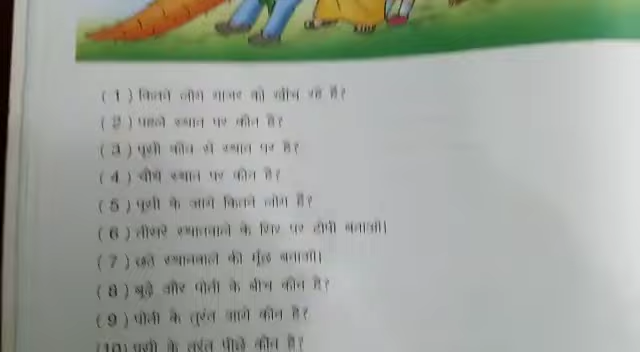 (1) कितने लोग गाजर को खींच रहे हैं?
(2) पहले स्थान पर कौन है?
(3) पूसी कौन से स्थान पर है?
(4) चौथे स्थान पर कौन है?
(5) पूसी के आगे कितने लोग हैं?
(6) तीसरे स्थानवाले के सिर पर टोपी बनाओ।
(7) छठे स्थानवाले की मूँछ बनाओ।
(8) बूढ़े और पोती के बीच कौन है?
(9) पोती के तुरंत आगे कौन है?
(10) पूसी के तुरंत पीछे कौन है?